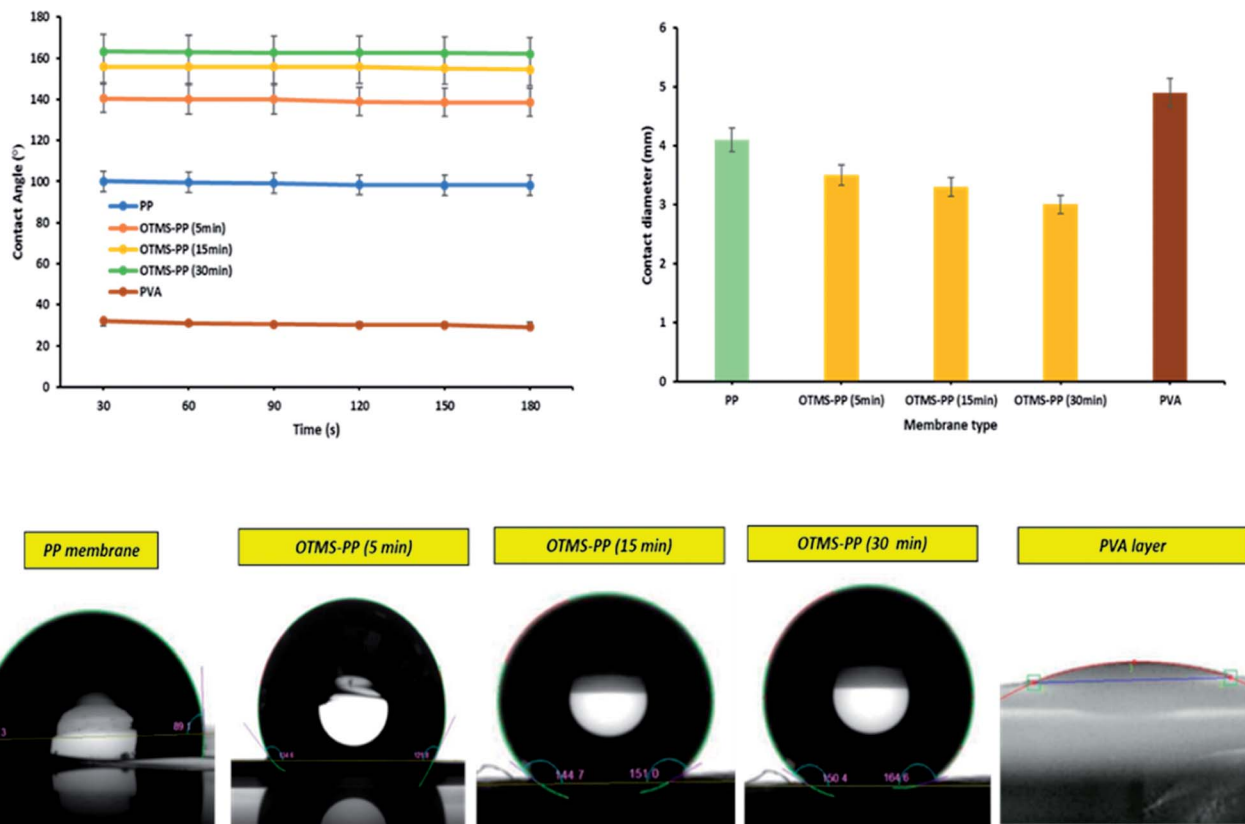 180
160
140
120
100
80
60
40
20
0
Contact Angle (°)
PP
OTMS-PP (5min)
OTMS-PP (15min)
OTMS-PP (30min)
PVA
30 60 90 120 150 180
Time (s)
6
5
4
3
2
1
0
Contact diameter (mm)
PP OTMS-PP (5min) OTMS-PP (15min) OTMS-PP (30min) PVA
Membrane type
PP membrane
OTMS-PP (5 min)
OTMS-PP (15 min)
OTMS-PP (30 min)
PVA layer
.3 89.1
144.7 151.0
150.4 164.6